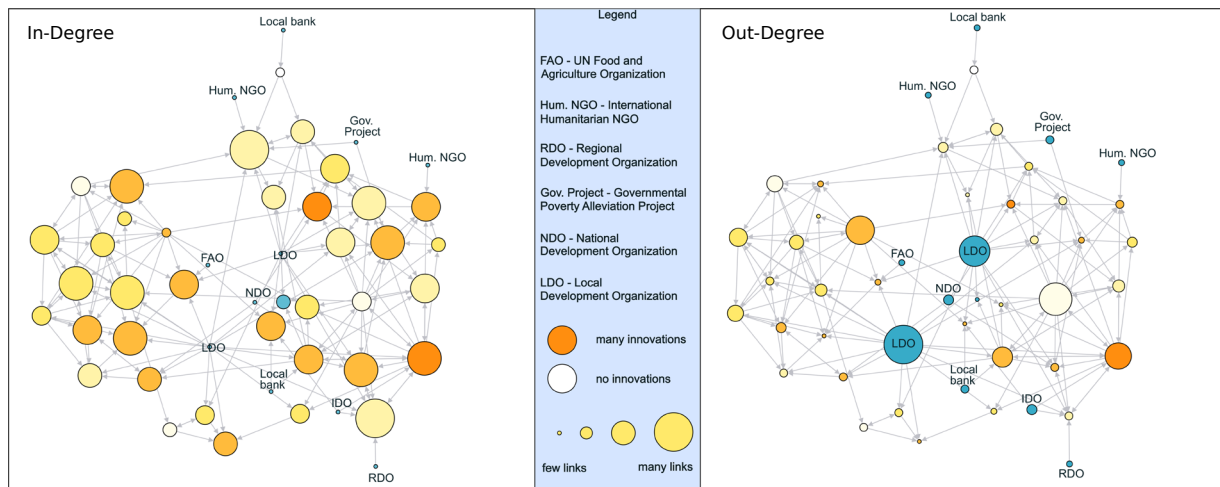 In-Degree
Local bank
Hum. NGO
Gov.
Project
Hum. NGO
FAO
LDO
NDO
LDO
Local
bank
IDO
RDO
Legend
FAO - UN Food and
Agriculture Organization
Hum. NGO - International
Humanitarian NGO
RDO - Regional
Development Organization
Gov. Project - Governmental
Poverty Alleviation Project
NDO - National
Development Organization
LDO - Local
Development Organization
many innovations
no innovations
few links
many links
Out-Degree
Local bank
Hum. NGO
Gov.
Project
Hum. NGO
LDO
FAO
NDO
LDO
Local
bank
IDO
RDO